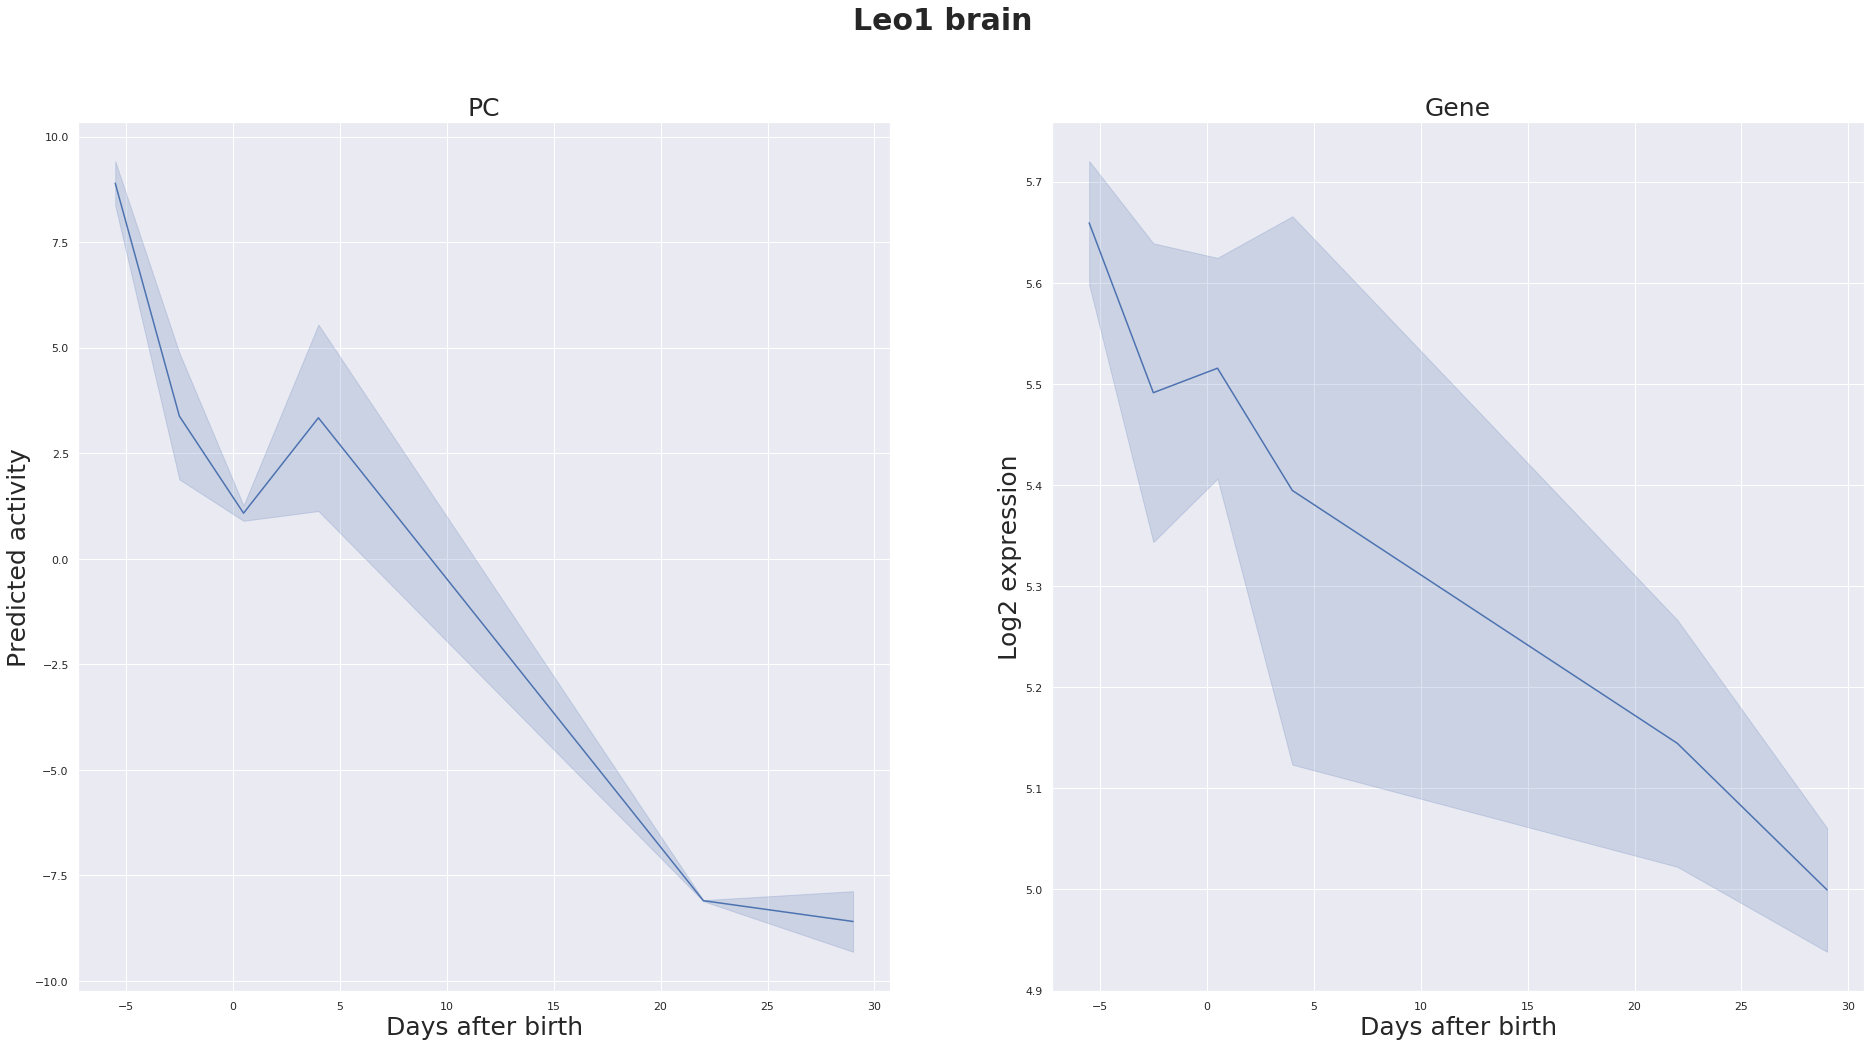 Leo1 brain
PC
10.0
7.5
5.0
2.5
0.0
−2.5
−5.0
−7.5
−10.0
Predicted activity
−5 0 5 10 15 20 25 30
Days after birth
Gene
5.7
5.6
5.5
5.4
5.3
5.2
5.1
5.0
4.9
Log2 expression
−5 0 5 10 15 20 25 30
Days after birth